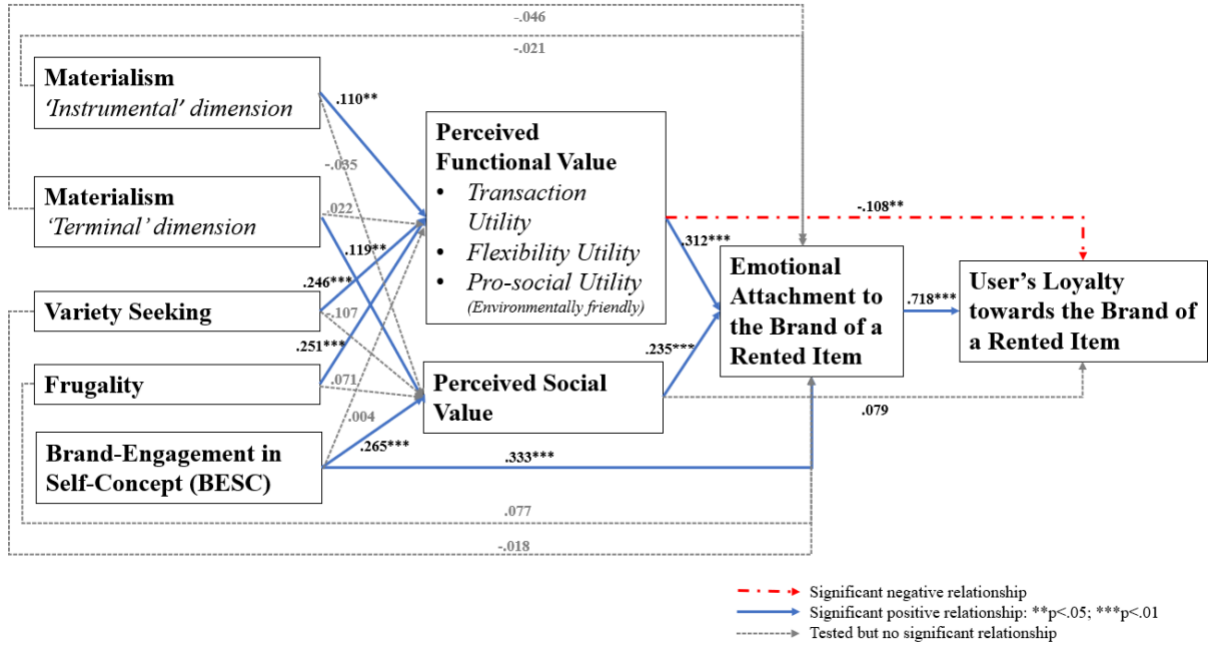 -.046
-.021
Materialism
‘Instrumental’ dimension
.110**
-.035
Materialism
‘Terminal’ dimension
.022
.119**
Variety Seeking
.246***
-.107
Frugality
.251***
.071
.004
Brand-Engagement in
Self-Concept (BESC)
.265***
.333***
Perceived
Functional Value
• Transaction
Utility
• Flexibility Utility
• Pro-social Utility
(Environmentally friendly)
Perceived Social
Value
.312***
.235***
-.108**
Emotional
Attachment to
the Brand of a
Rented Item
.718***
User’s Loyalty
towards the Brand of
a Rented Item
.079
.077
-.018
Significant negative relationship
Significant positive relationship: **p<.05; ***p<.01
Tested but no significant relationship